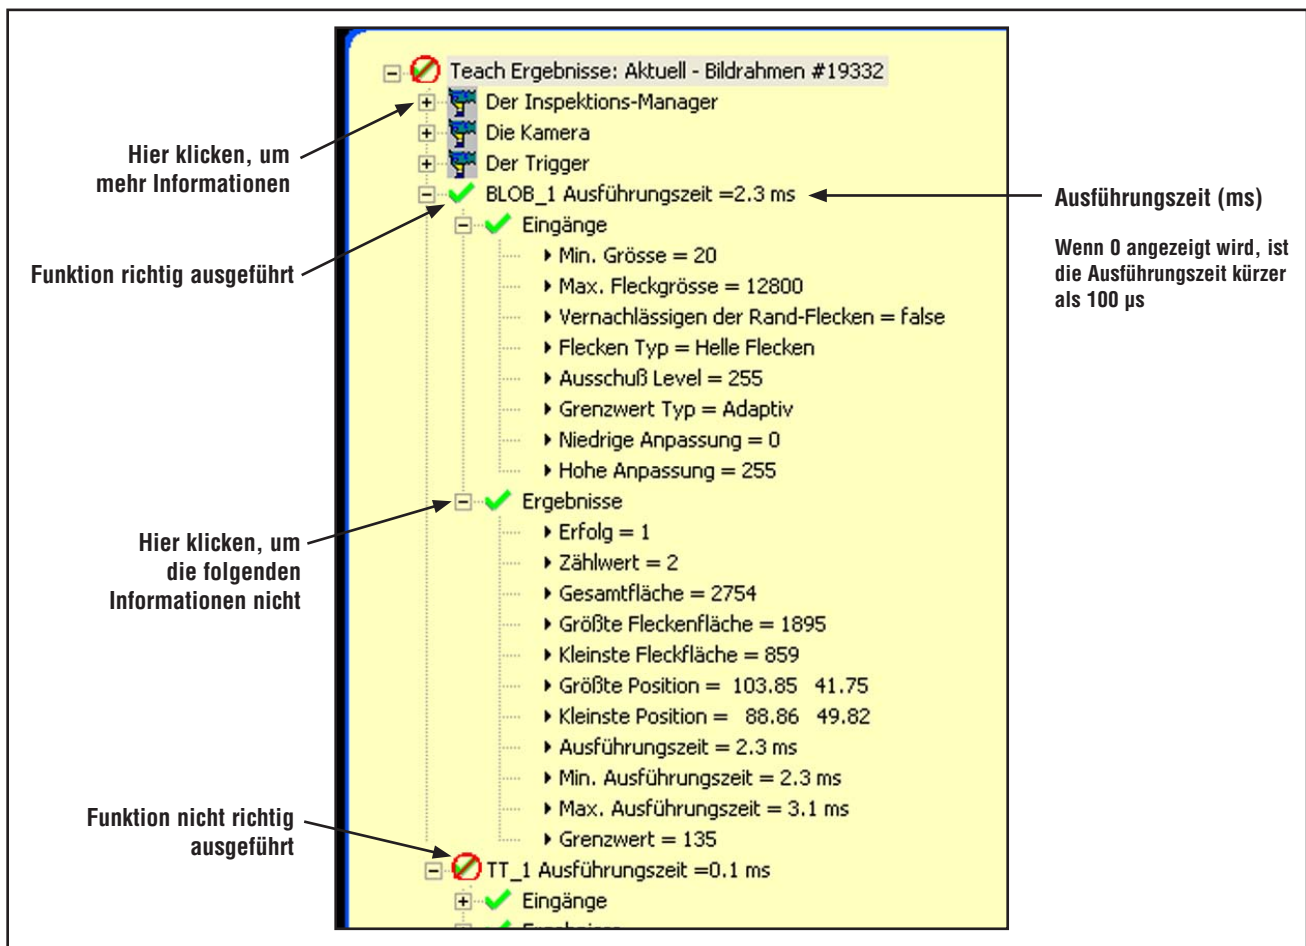 Teach Ergebnisse: Aktuell - Bildrahmen #19332
Der Inspektions-Manager
Die Kamera
Der Trigger
BLOB_1 Ausführungszeit =2.3 ms
Eingänge
Min. Grösse = 20
Max. Fleckgrösse = 12800
Vernachlässigen der Rand-Flecken = false
Flecken Typ = Helle Flecken
Ausschuß Level = 255
Grenzwert Typ = Adaptiv
Niedrige Anpassung = 0
Hohe Anpassung = 255
Ergebnisse
Erfolg = 1
Zählwert = 2
Gesamtfläche = 2754
Größte Fleckenfläche = 1895
Kleinste Fleckfläche = 859
Größte Position = 103.85 41.75
Kleinste Position = 88.86 49.82
Ausführungszeit = 2.3 ms
Min. Ausführungszeit = 2.3 ms
Max. Ausführungszeit = 3.1 ms
Grenzwert = 135
TT_1 Ausführungszeit =0.1 ms
Eingänge
Hier klicken, um
mehr Informationen
Funktion richtig ausgeführt
Hier klicken, um
die folgenden
Informationen nicht
Funktion nicht richtig
ausgeführt
Ausführungszeit (ms)
Wenn 0 angezeigt wird, ist
die Ausführungszeit kürzer
als 100 µs